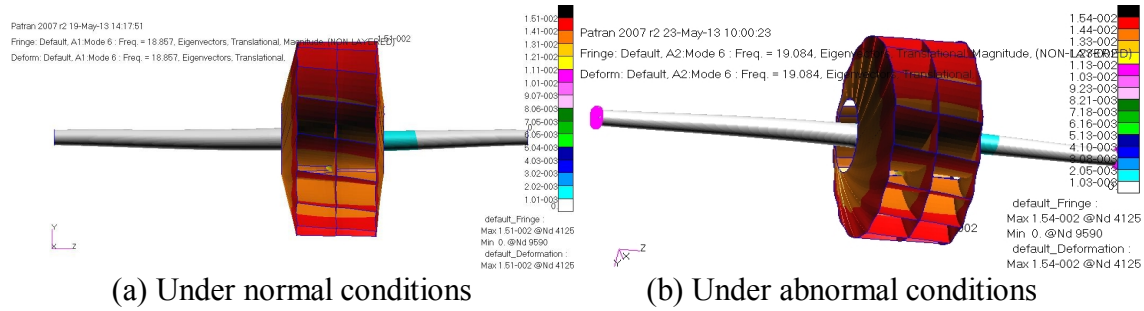 Patran 2007 r2 19-May-13 14:17:51
Fringe: Default, A1:Mode 6 : Freq. = 18.857, Eigenvectors, Translational, Magnitude, (NON-LAYERED)
Deform: Default, A1:Mode 6 : Freq. = 18.857, Eigenvectors, Translational,
1.51-002
1.51-002
1.41-002
1.31-002
1.21-002
1.11-002
1.01-002
9.07-003
8.06-003
7.05-003
6.05-003
5.04-003
4.03-003
3.02-003
2.02-003
1.01-003
0
default_Fringe :
Max 1.51-002 @Nd 4125
Min 0. @Nd 9590
default_Deformation :
Max 1.51-002 @Nd 4125
Y
X Z
(a) Under normal conditions
Patran 2007 r2 23-May-13 10:00:23
Fringe: Default, A2:Mode 6 : Freq. = 19.084, Translational, Magnitude, (NON-LAYERED)
Deform: Default, A2:Mode 6 : Freq. = 19.084, Translational,
1.54-002
1.44-002
1.33-002
1.13-002
1.03-002
9.23-003
8.21-003
7.18-003
6.16-003
5.13-003
4.10-003
3.08-003
2.05-003
1.03-003
0
default_Fringe :
Max 1.54-002 @Nd 4125
Min 0. @Nd 9590
default_Deformation :
Max 1.54-002 @Nd 4125
Y X Z
(b) Under abnormal conditions